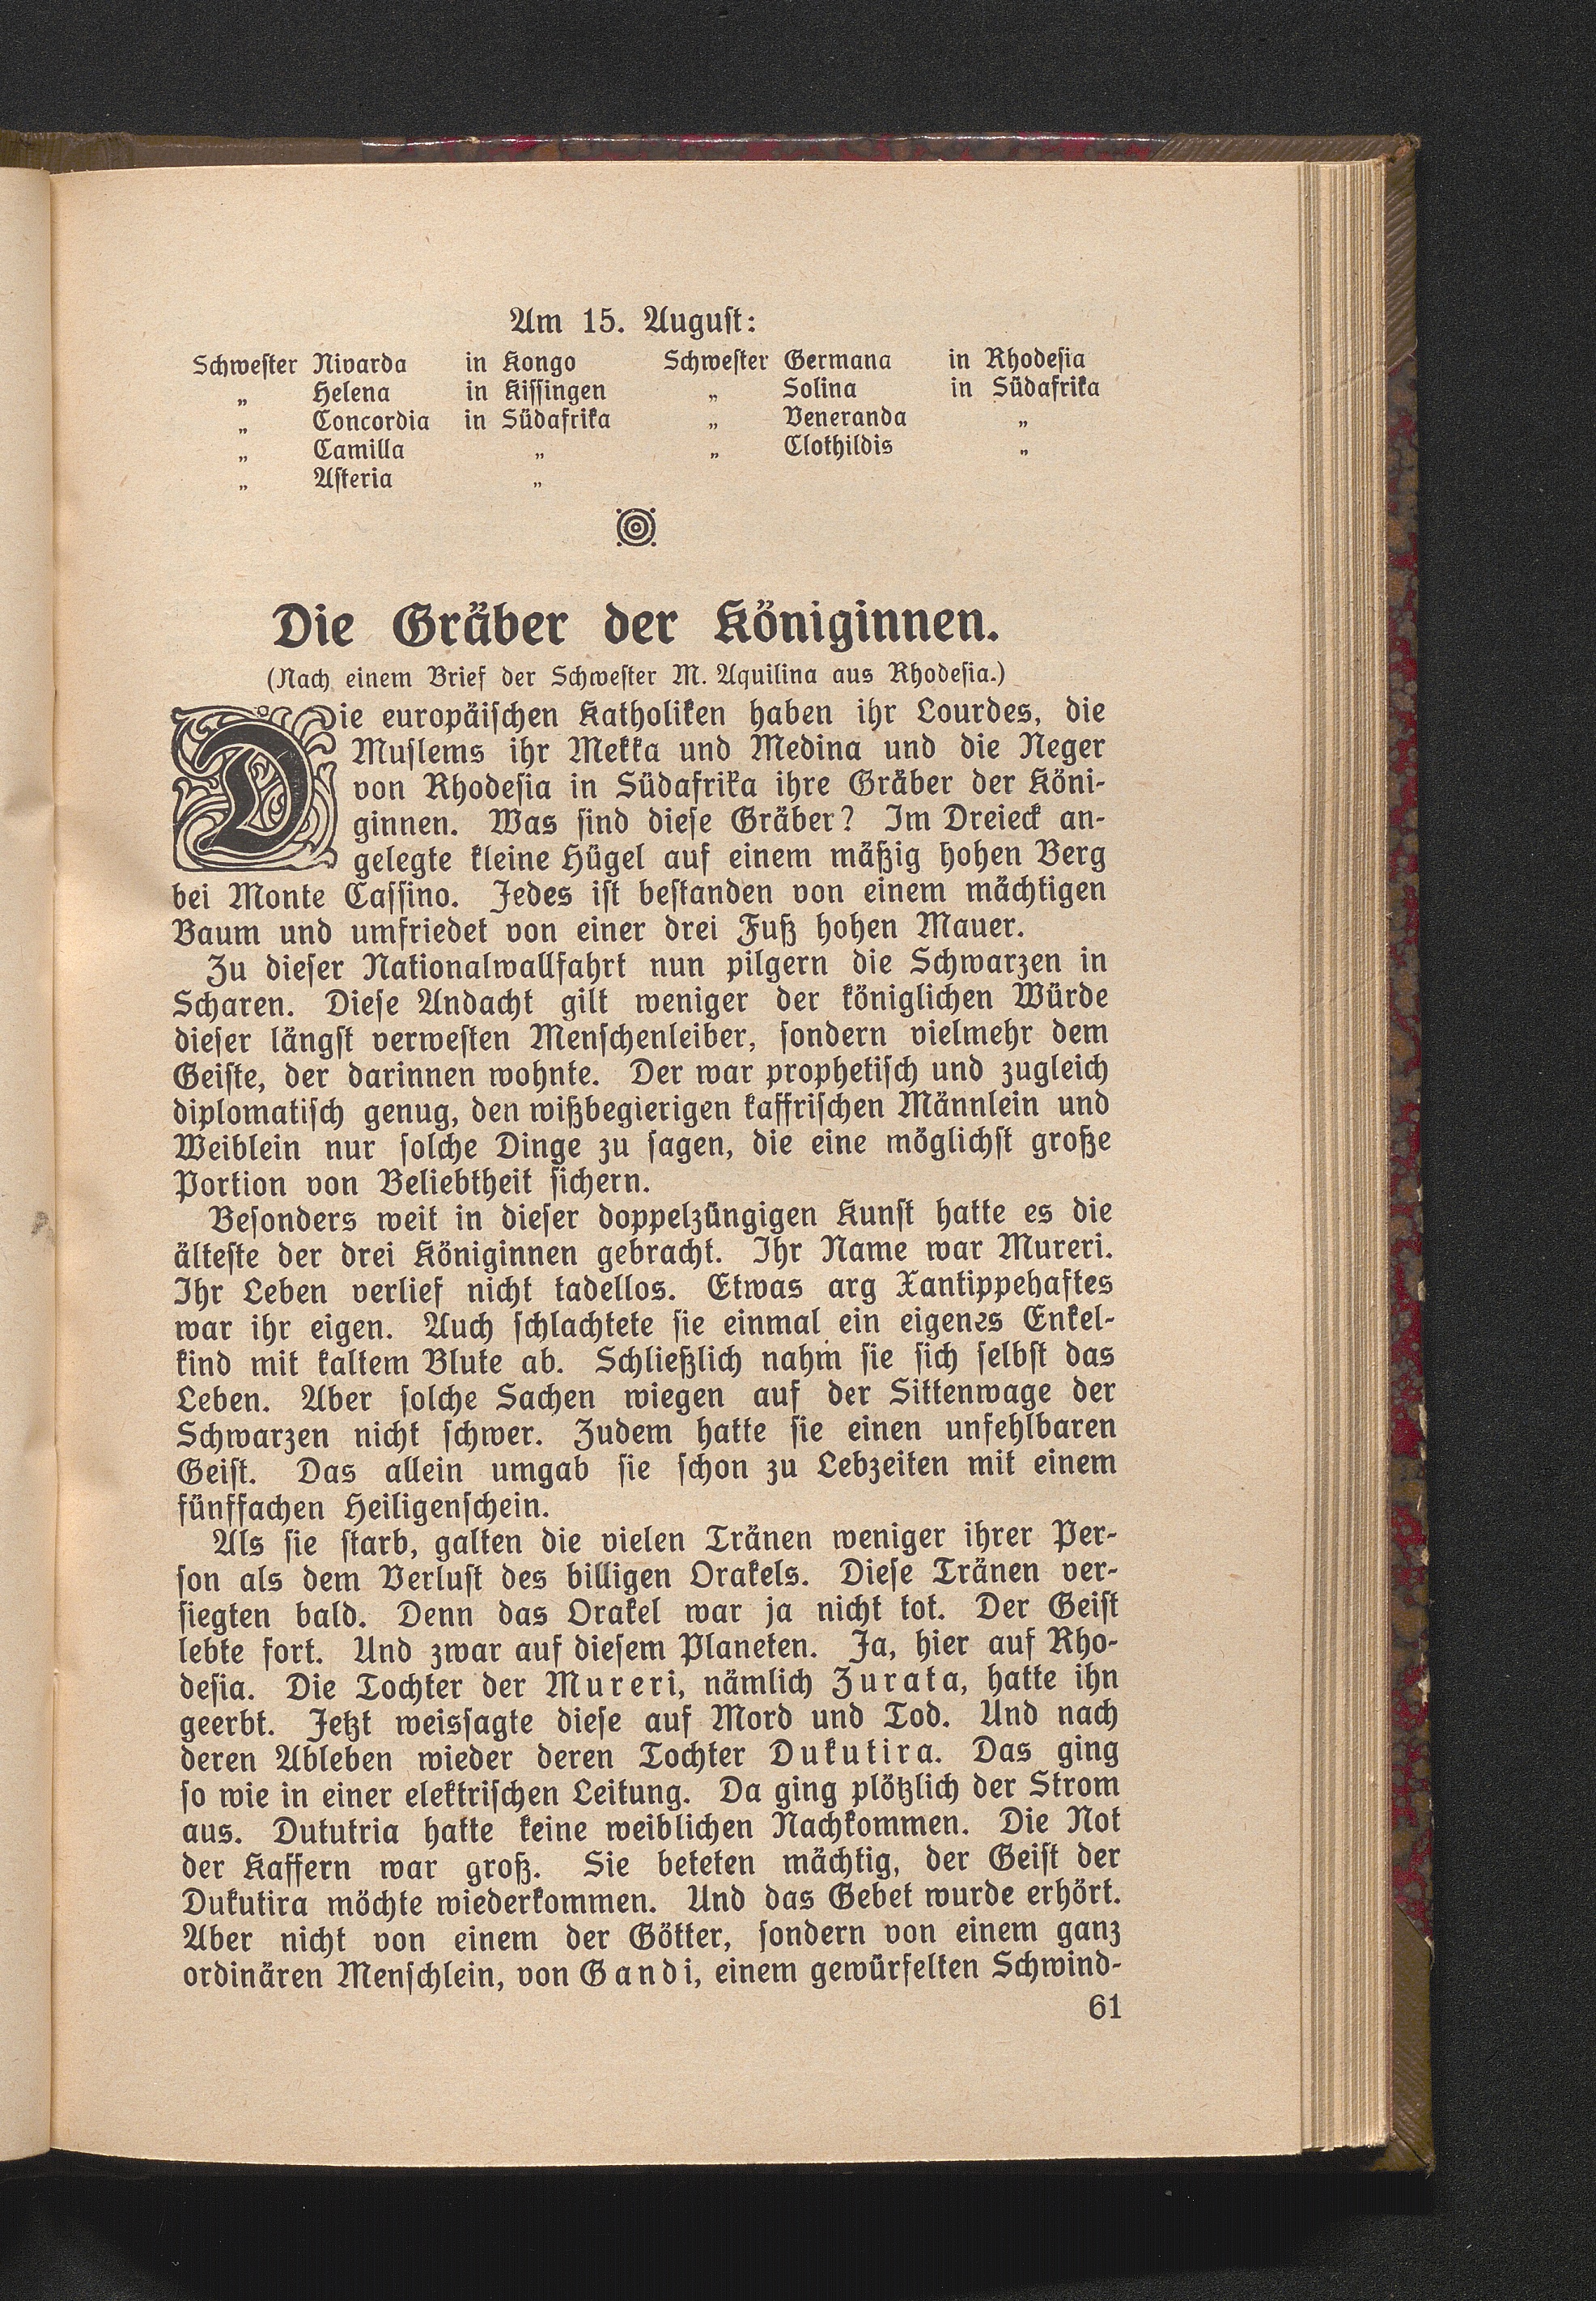 Am 15. August:
Schwester Nivarda in Kongo Schwester Germana in Rhodesia
„ Helena in Kissingen „ Solina in Südafrika
„ Concordia in Südafrika „ Veneranda „
„ Camilla „ „ Clothildis „
„ Asteria „
Die Gräber der Königinnen.
(Nach einem Brief der Schwester M. Aquilina aus Rhodesia.)
Die europäischen Katholiken haben ihr Lourdes, die
Muslems ihr Mekka und Medina und die Neger
von Rhodesia in Südafrika ihre Gräber der Köni-
ginnen. Was sind diese Gräber? Im Dreieck an-
gelegte kleine Hügel auf einem mäßig hohen Berg
bei Monte Cassino. Jedes ist bestanden von einem mächtigen
Baum und umfriedet von einer drei Fuß hohen Mauer.
Zu dieser Nationalwallfahrt nun pilgern die Schwarzen in
Scharen. Diese Andacht gilt weniger der königlichen Würde
dieser längst verwesten Menschenleiber, sondern vielmehr dem
Geiste, der darinnen wohnte. Der war prophetisch und zugleich
diplomatisch genug, den wißbegierigen kaffrischen Männlein und
Weiblein nur solche Dinge zu sagen, die eine möglichst große
Portion von Beliebtheit sichern.
Besonders weit in dieser doppelzüngigen Kunst hatte es die
älteste der drei Königinnen gebracht. Ihr Name war Mureri.
Ihr Leben verlief nicht tadellos. Etwas arg Xantippehaftes
war ihr eigen. Auch schlachtete sie einmal ein eigenes Enkel-
kind mit kaltem Blute ab. Schließlich nahm sie sich selbst das
Leben. Aber solche Sachen wiegen auf der Sittenwage der
Schwarzen nicht schwer. Zudem hatte sie einen unfehlbaren
Geist. Das allein umgab sie schon zu Lebzeiten mit einem
fünffachen Heiligenschein.
Als sie starb, galten die vielen Tränen weniger ihrer Per-
son als dem Verlust des billigen Orakels. Diese Tränen ver-
siegten bald. Denn das Orakel war ja nicht tot. Der Geist
lebte fort. Und zwar auf diesem Planeten. Ja, hier auf Rho-
desia. Die Tochter der Mureri, nämlich Zurata, hatte ihn
geerbt. Jetzt weissagte diese auf Mord und Tod. Und nach
deren Ableben wieder deren Tochter Dukutira. Das ging
so wie in einer elektrischen Leitung. Da ging plötzlich der Strom
aus. Dututria hatte keine weiblichen Nachkommen. Die Not
der Kaffern war groß. Sie beteten mächtig, der Geist der
Dukutira möchte wiederkommen. Und das Gebet wurde erhört.
Aber nicht von einem der Götter, sondern von einem ganz
ordinären Menschlein, von Gandi, einem gewürfelten Schwind-
61